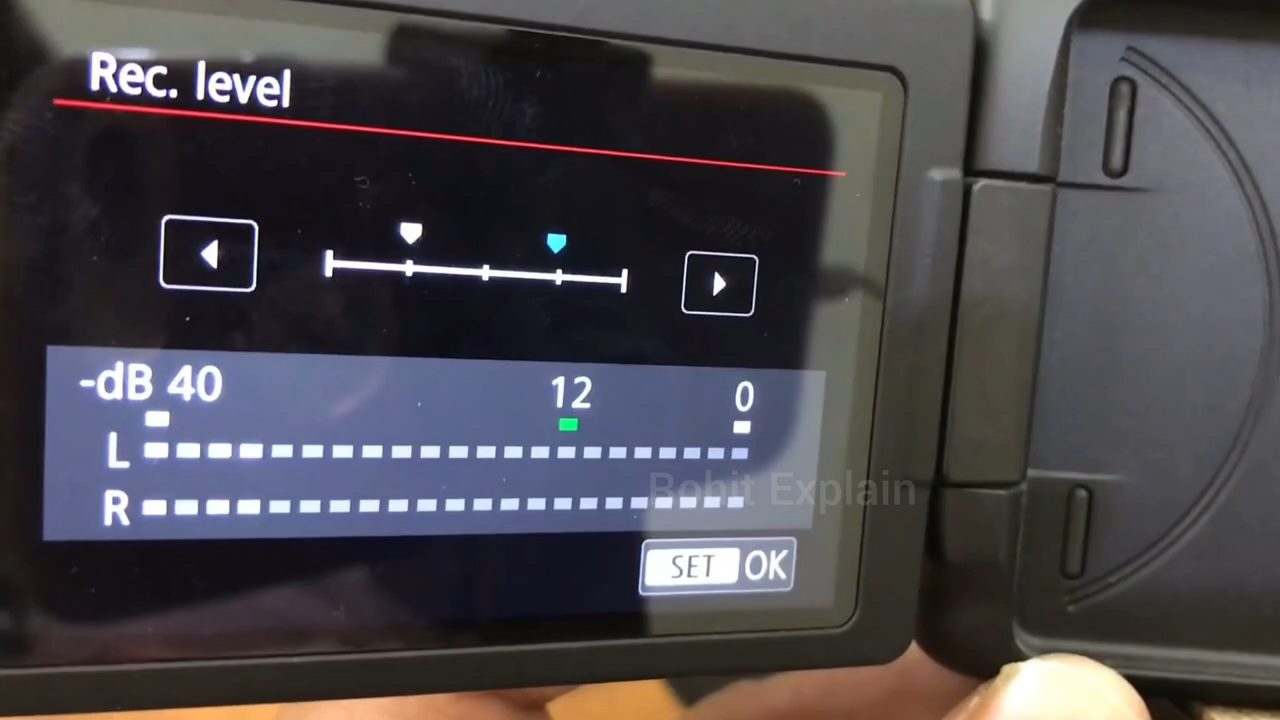 Rec. level
-dB 40 12 0
L
R
Rohit Explain
SET OK